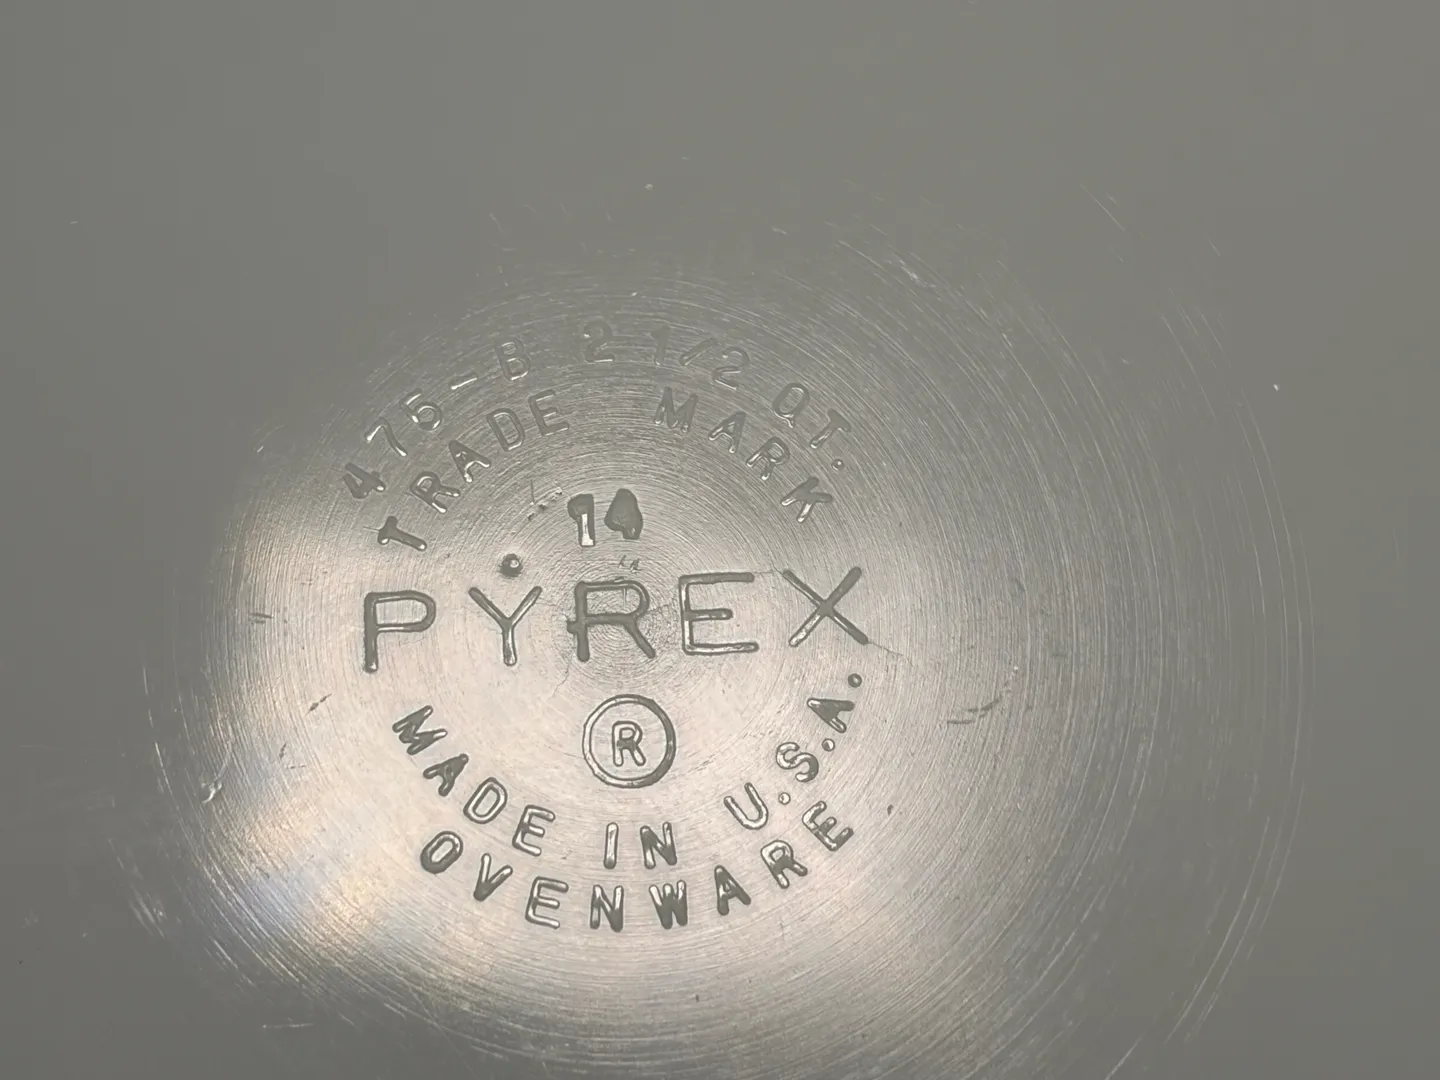 475-B 2 1/2 QT.
TRADE MARK
14
PYREX
®
MADE IN U.S.A.
OVENWARE